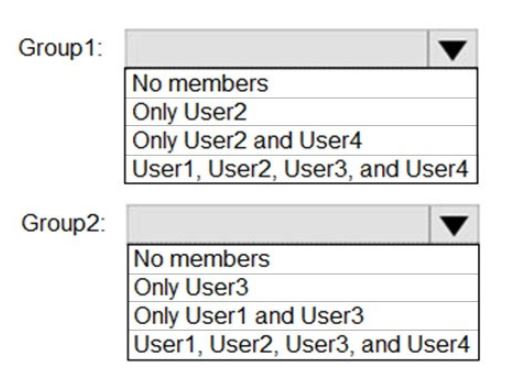 Group1:
No members
Only User2
Only User2 and User4
User1, User2, User3, and User4
Group2:
No members
Only User3
Only User1 and User3
User1, User2, User3, and User4